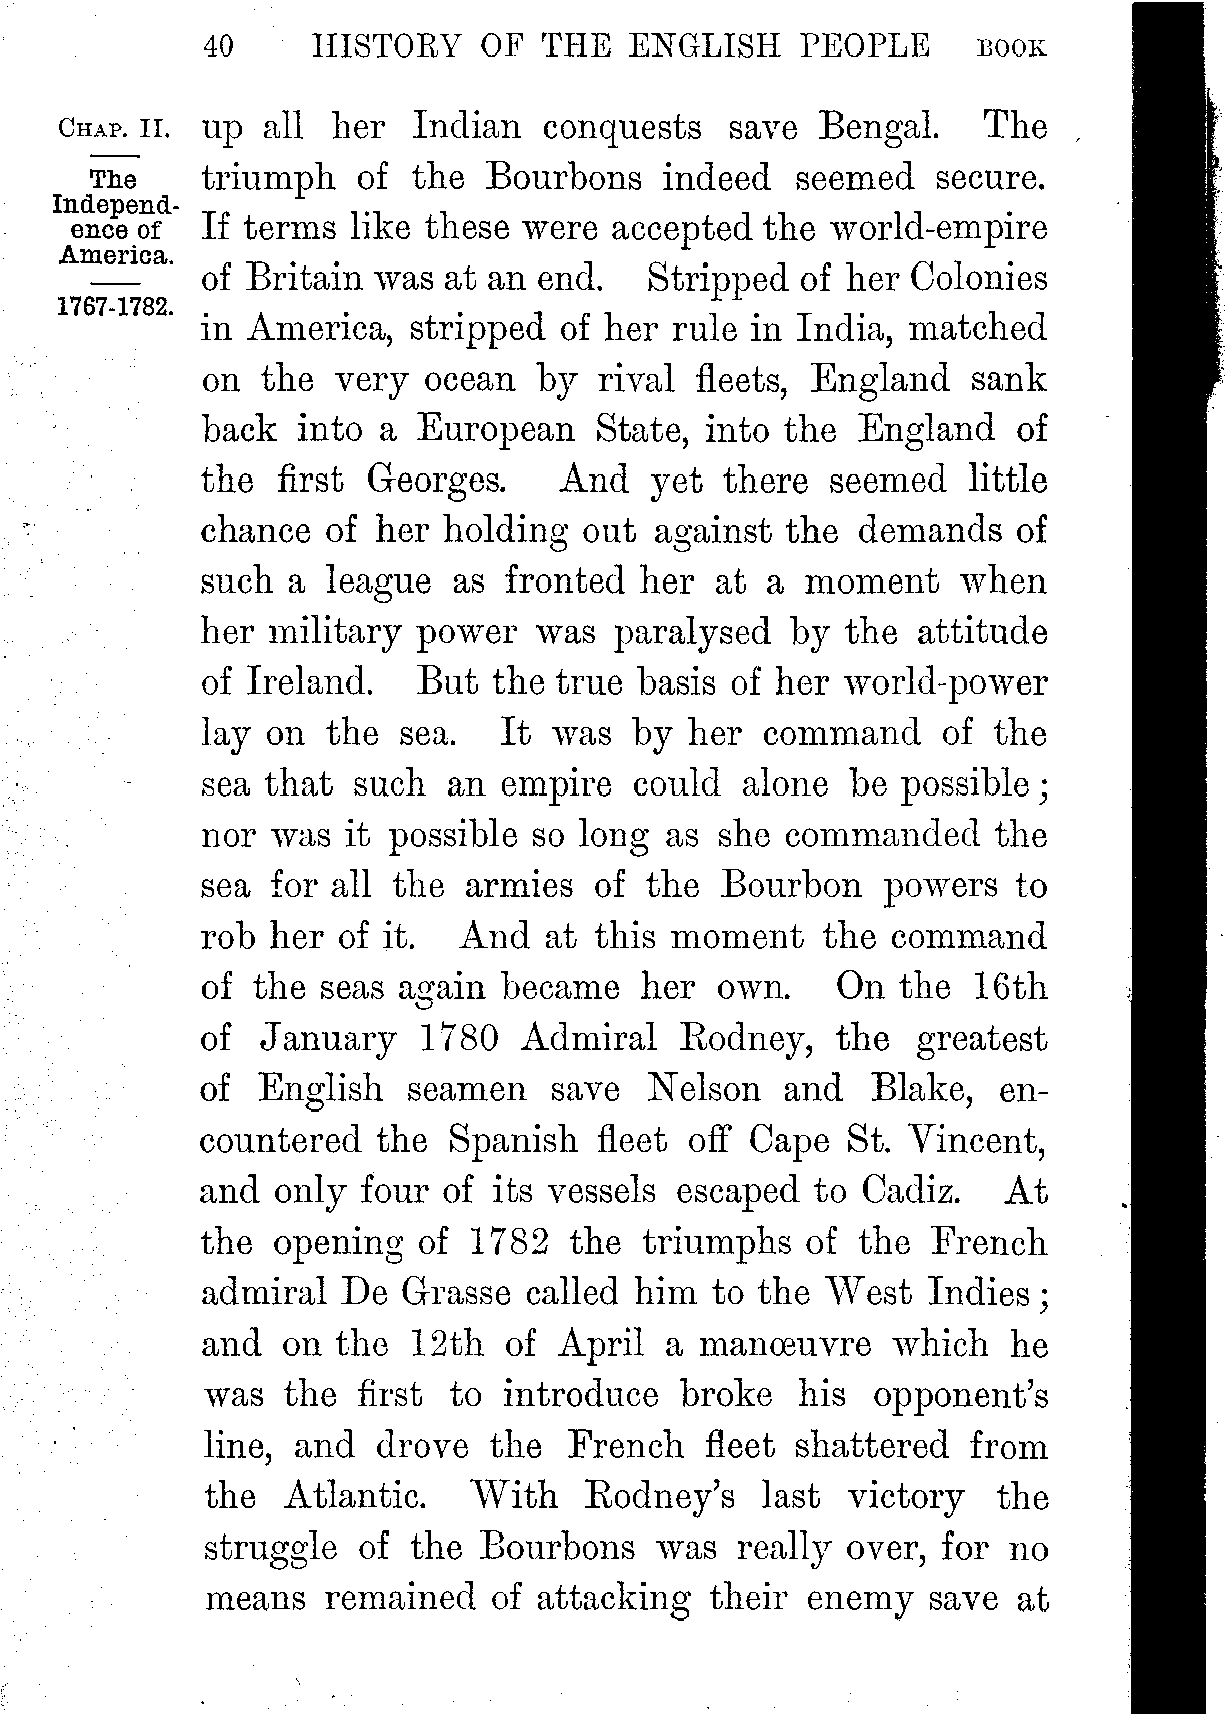 40 HISTORY OF THE ENGLISH PEOPLE BOOK
CHAP. II.
The
Independ-
ence of
America.
1767-1782.
up all her Indian conquests save Bengal. The
triumph of the Bourbons indeed seemed secure.
If terms like these were accepted the world-empire
of Britain was at an end. Stripped of her Colonies
in America, stripped of her rule in India, matched
on the very ocean by rival fleets, England sank
back into a European State, into the England of
the first Georges. And yet there seemed little
chance of her holding out against the demands of
such a league as fronted her at a moment when
her military power was paralysed by the attitude
of Ireland. But the true basis of her world-power
lay on the sea. It was by her command of the
sea that such an empire could alone be possible;
nor was it possible so long as she commanded the
sea for all the armies of the Bourbon powers to
rob her of it. And at this moment the command
of the seas again became her own. On the 16th
of January 1780 Admiral Rodney, the greatest
of English seamen save Nelson and Blake, en-
countered the Spanish fleet off Cape St. Vincent,
and only four of its vessels escaped to Cadiz. At
the opening of 1782 the triumphs of the French
admiral De Grasse called him to the West Indies;
and on the 12th of April a manœuvre which he
was the first to introduce broke his opponent's
line, and drove the French fleet shattered from
the Atlantic. With Rodney's last victory the
struggle of the Bourbons was really over, for no
means remained of attacking their enemy save at